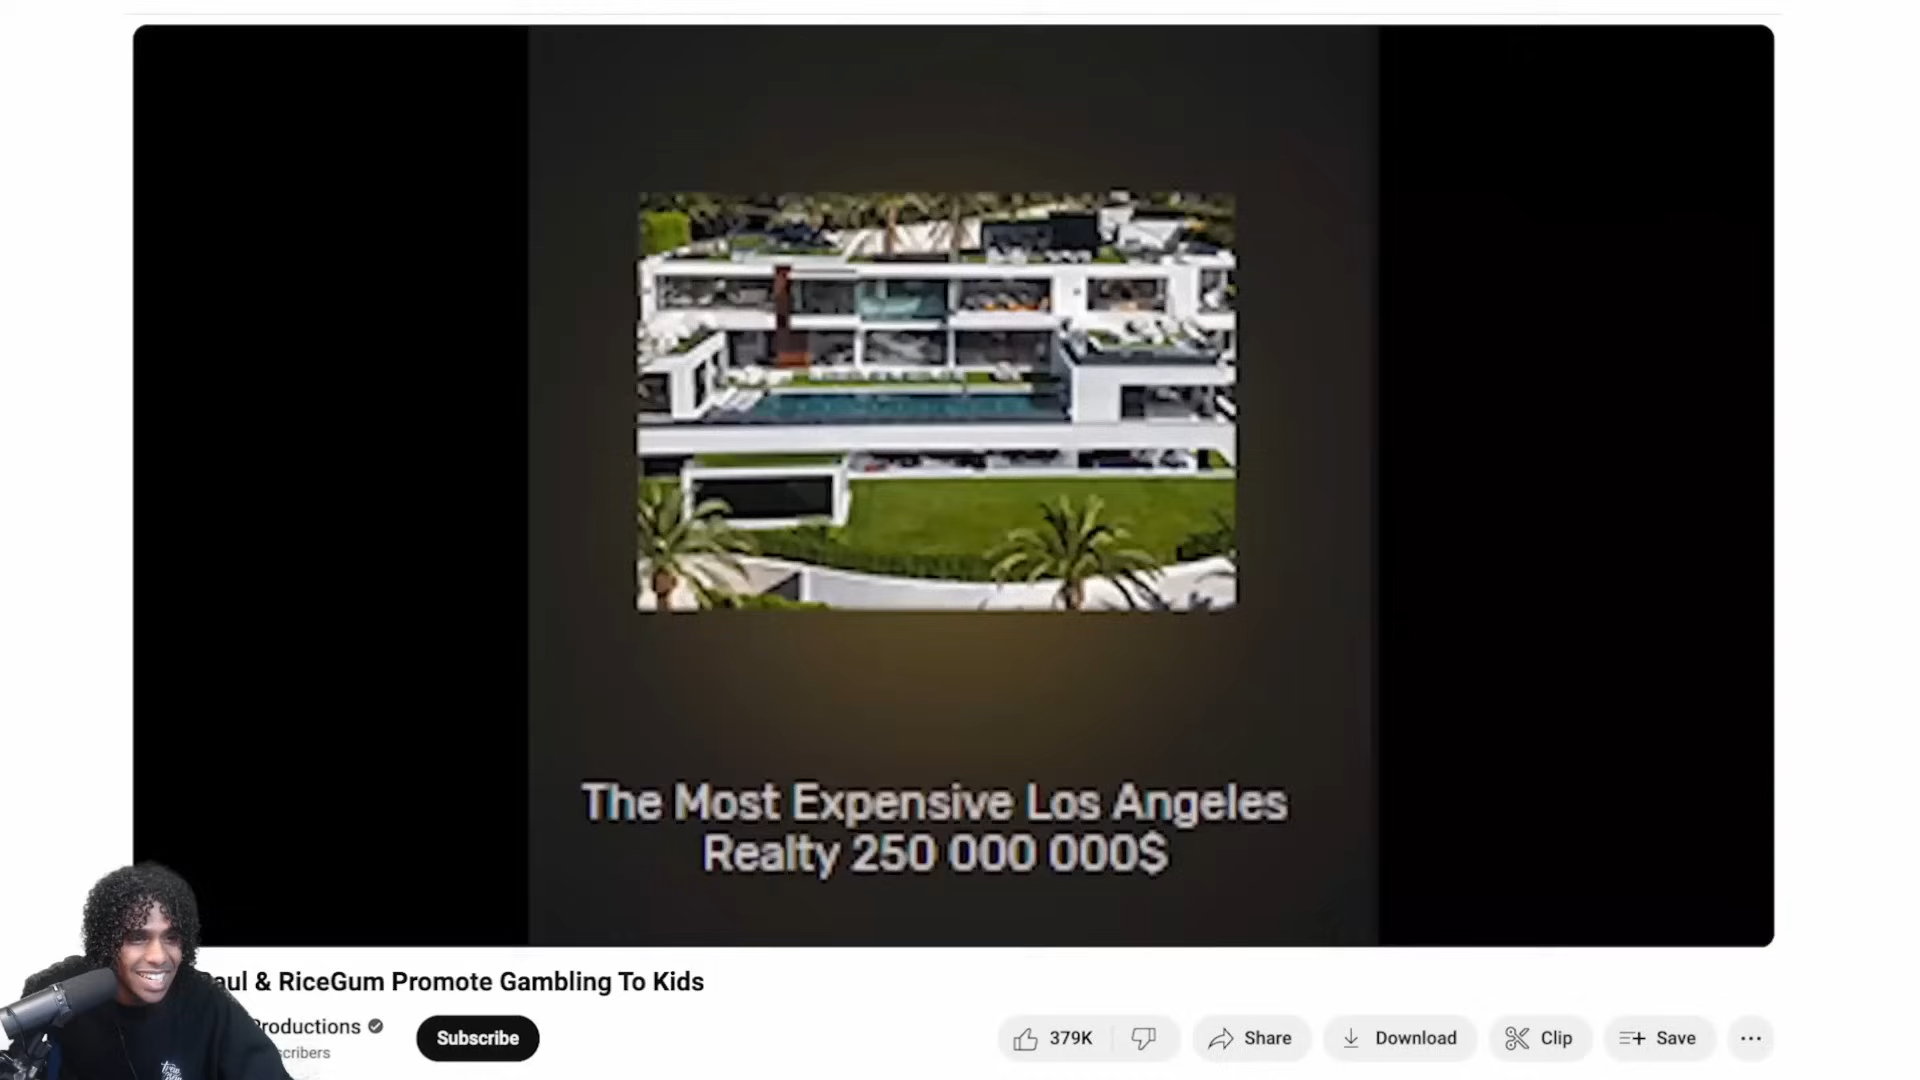 The Most Expensive Los Angeles
Realty 250 000 000$
aul & RiceGum Promote Gambling To Kids
Productions
scribers
Subscribe
379K
Share
Download
Clip
Save